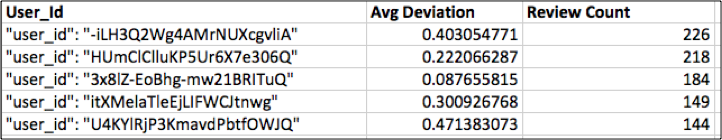 User_Id Avg Deviation Review Count
"user_id": "-iLH3Q2Wg4AMrNUXcgvliA" 0.403054771 226
"user_id": "HUmClClluKP5Ur6X7e306Q" 0.222066287 218
"user_id": "3x8lZ-EoBhg-mw21BRITuQ" 0.087655815 184
"user_id": "itXMelaTleEjLlFWCJtnwg" 0.300926768 149
"user_id": "U4KYlRjP3KmavdPbtfOWJQ" 0.471383073 144